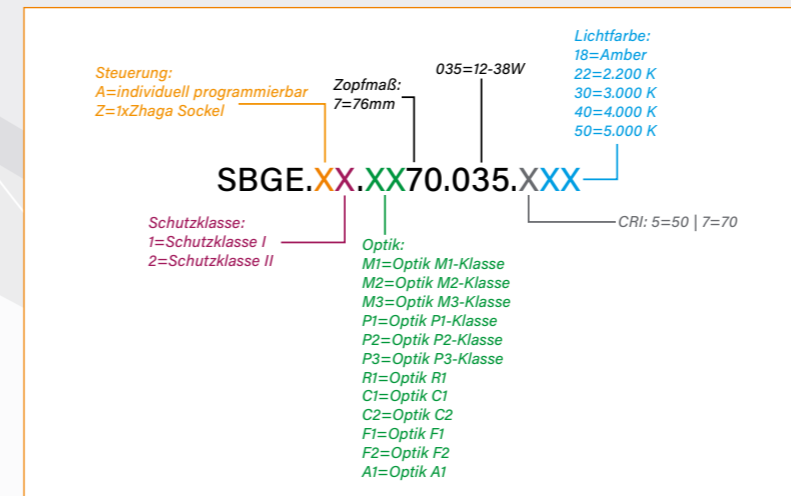 Lichtfarbe:
18=Amber
22=2.200 K
30=3.000 K
40=4.000 K
50=5.000 K
035=12-38W
Steuerung:
A=individuell programmierbar
Z=1xZhaga Sockel
Zopfmaß:
7=76mm
SBGE.XX.XX70.035.XXX
Schutzklasse:
1=Schutzklasse I
2=Schutzklasse II
CRI: 5=50 | 7=70
Optik:
M1=Optik M1-Klasse
M2=Optik M2-Klasse
M3=Optik M3-Klasse
P1=Optik P1-Klasse
P2=Optik P2-Klasse
P3=Optik P3-Klasse
R1=Optik R1
C1=Optik C1
C2=Optik C2
F1=Optik F1
F2=Optik F2
A1=Optik A1